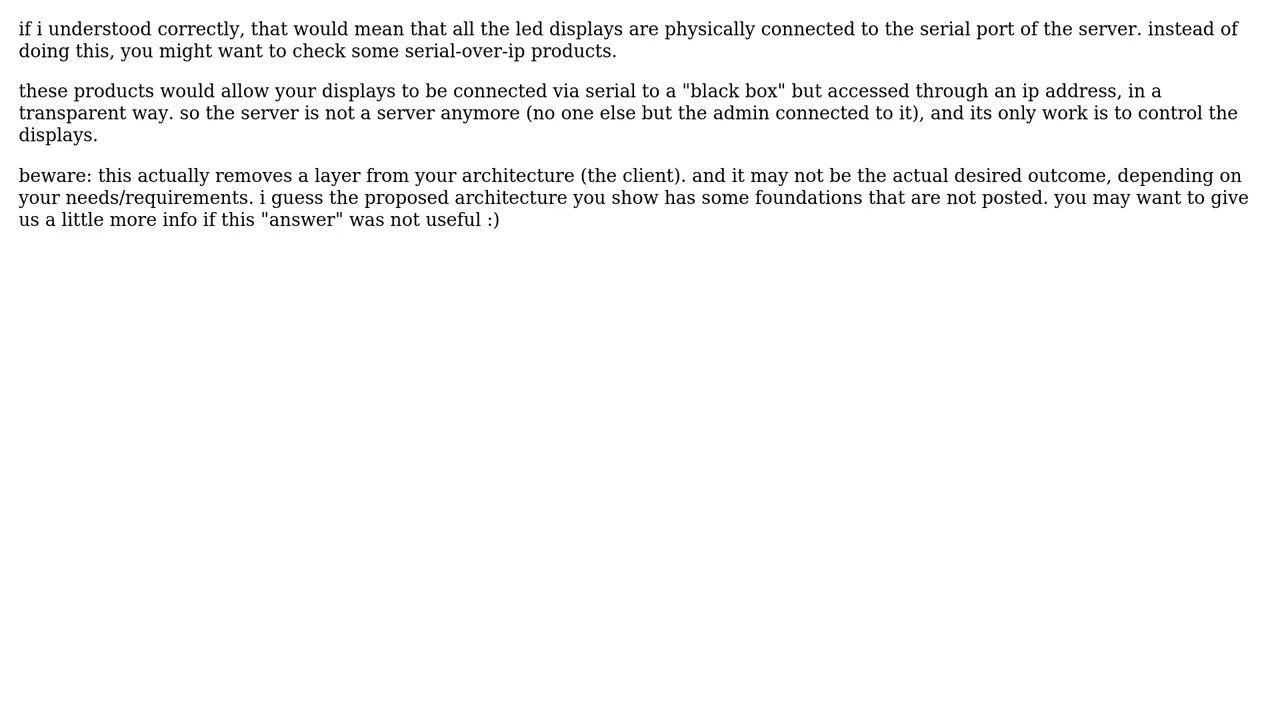 if i understood correctly, that would mean that all the led displays are physically connected to the serial port of the server. instead of
doing this, you might want to check some serial-over-ip products.
these products would allow your displays to be connected via serial to a "black box" but accessed through an ip address, in a
transparent way. so the server is not a server anymore (no one else but the admin connected to it), and its only work is to control the
displays.
beware: this actually removes a layer from your architecture (the client). and it may not be the actual desired outcome, depending on
your needs/requirements. i guess the proposed architecture you show has some foundations that are not posted. you may want to give
us a little more info if this "answer" was not useful :)